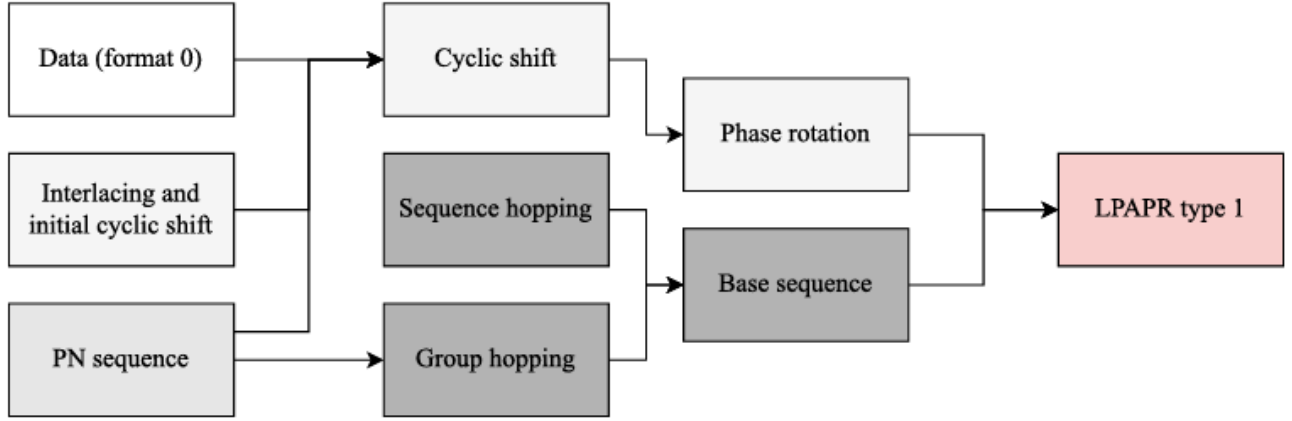 Data (format 0)
Cyclic shift
Phase rotation
Interlacing and
initial cyclic shift
Sequence hopping
LPAPR type 1
Base sequence
PN sequence
Group hopping